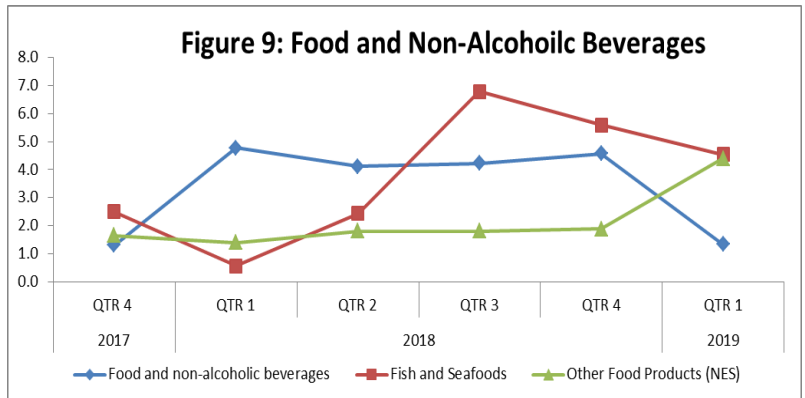 Figure 9: Food and Non-Alcohoilc Beverages
8.0
7.0
6.0
5.0
4.0
3.0
2.0
1.0
0.0
QTR 4 QTR 1 QTR 2 QTR 3 QTR 4 QTR 1
2017 2018 2019
Food and non-alcoholic beverages Fish and Seafoods Other Food Products (NES)